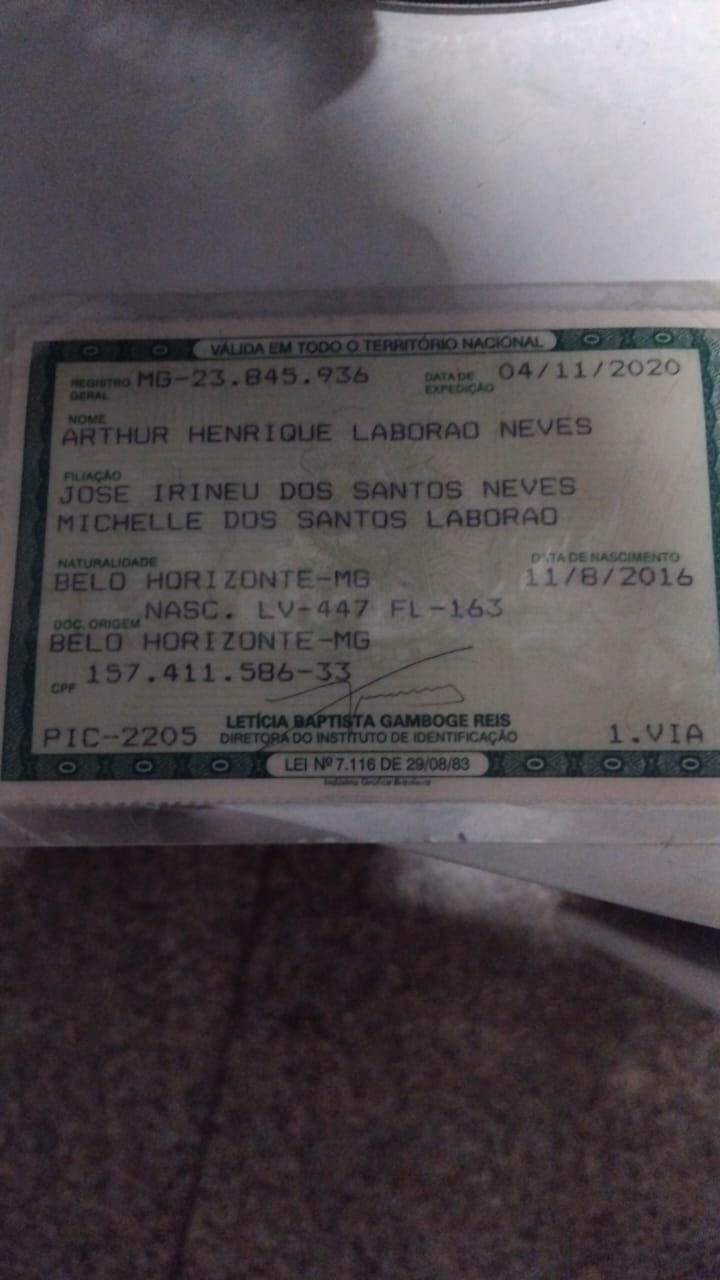 VÁLIDA EM TODO O TERRITÓRIO NACIONAL
REGISTRO GERAL MG-23.845.936 DATA DE EXPEDIÇÃO 04/11/2020
NOME
ARTHUR HENRIQUE LABORAO NEVES
FILIAÇÃO
JOSE IRINEU DOS SANTOS NEVES
MICHELLE DOS SANTOS LABORAO
NATURALIDADE DATA DE NASCIMENTO
BELO HORIZONTE-MG 11/8/2016
DOC. ORIGEM NASC. LV-447 FL-163
BELO HORIZONTE-MG
CPF 157.411.586-33
LETÍCIA BAPTISTA GAMBOGE REIS
PIC-2205 DIRETORA DO INSTITUTO DE IDENTIFICAÇÃO 1.VIA
LEI Nº 7.116 DE 29/08/83
Indústria Gráfica Brasileira